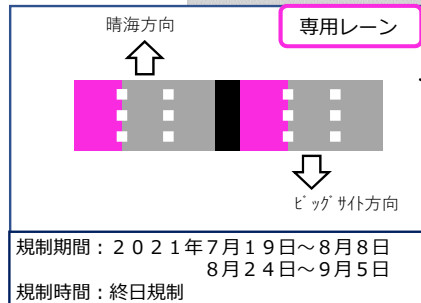 晴海方向
専用レーン
ﾋﾞｯｸﾞｻｲﾄ方向
規制期間：２０２１年７月１９日～８月８日
８月２４日～９月５日
規制時間：終日規制